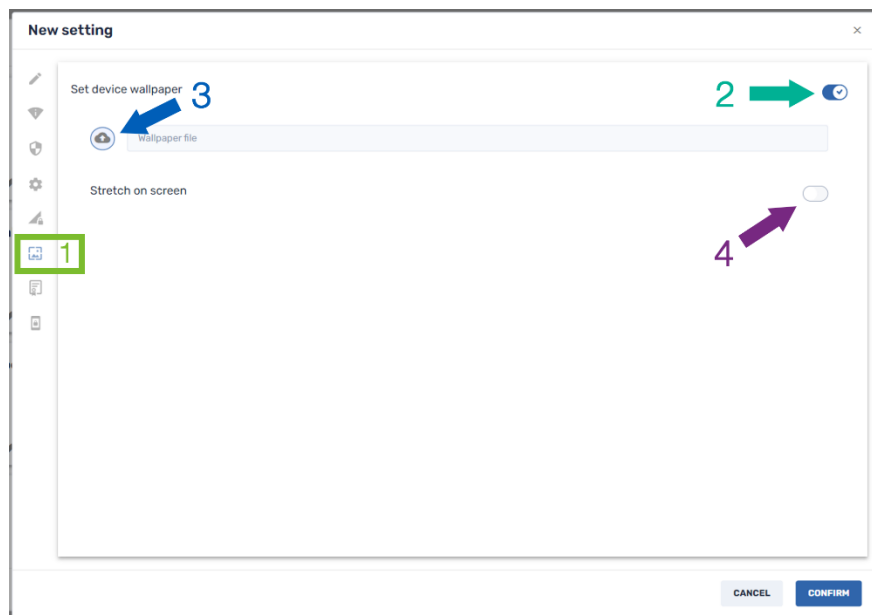 New setting
Set device wallpaper
3
2
Wallpaper file
Stretch on screen
4
1
CANCEL
CONFIRM